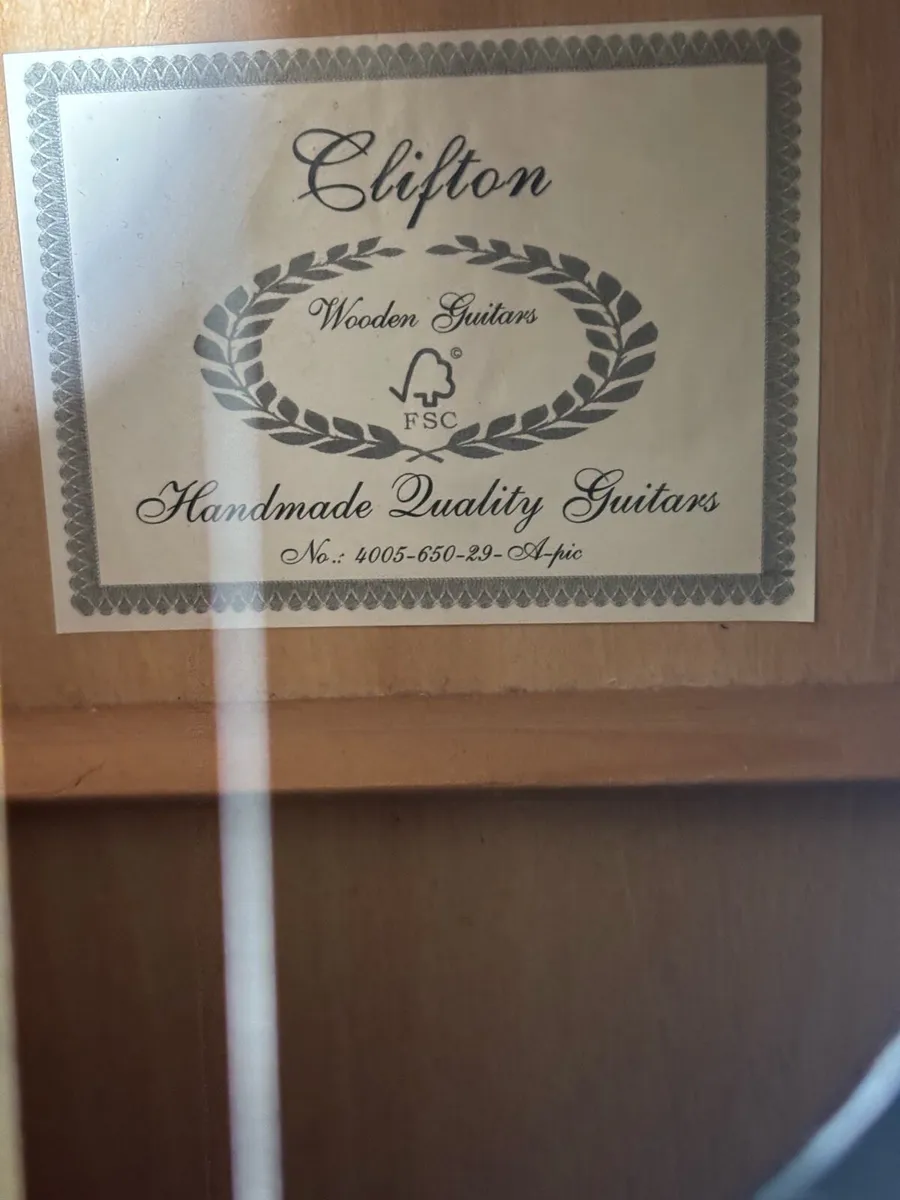 Clifton
Wooden Guitars
©
FSC
Handmade Quality Guitars
No.: 4005-650-29-A-pic